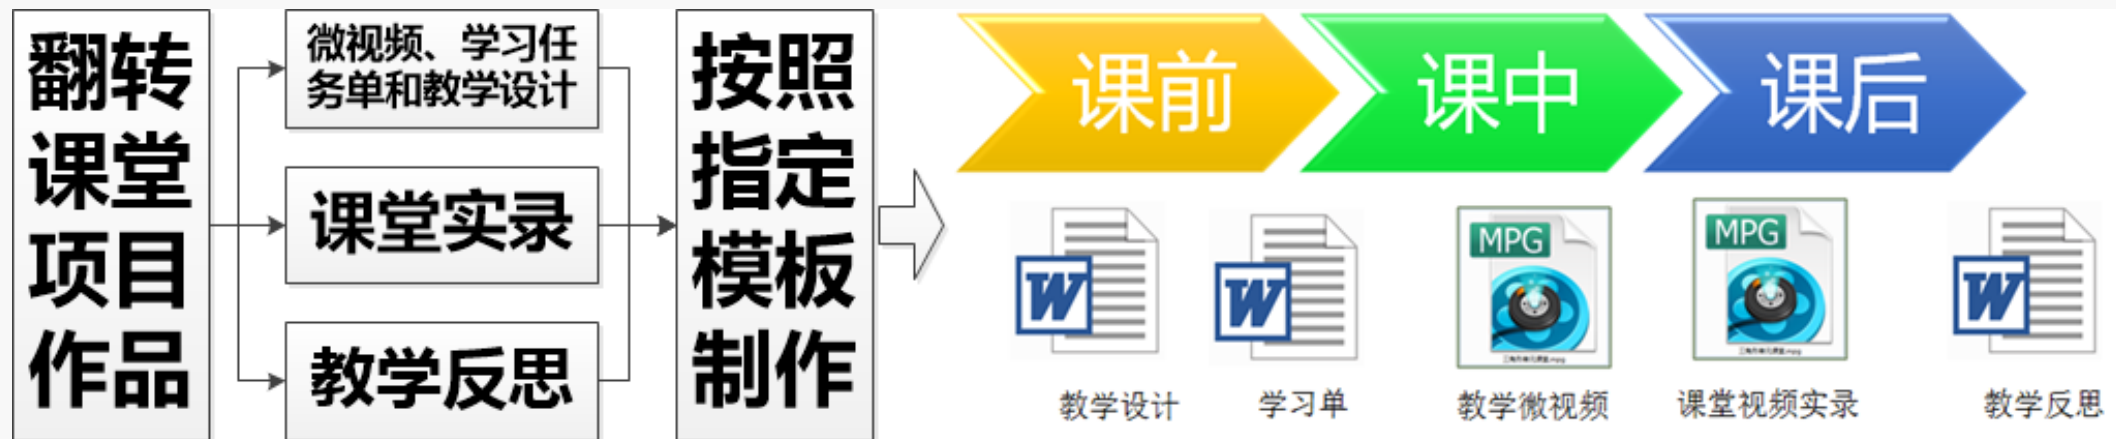 翻转
课堂
项目
作品
微视频、学习任
务单和教学设计
课堂实录
教学反思
按照
指定
模板
制作
课前
课中
课后
W
W
MPG
MPG
W
教学设计
学习单
教学微视频
课堂视频实录
教学反思